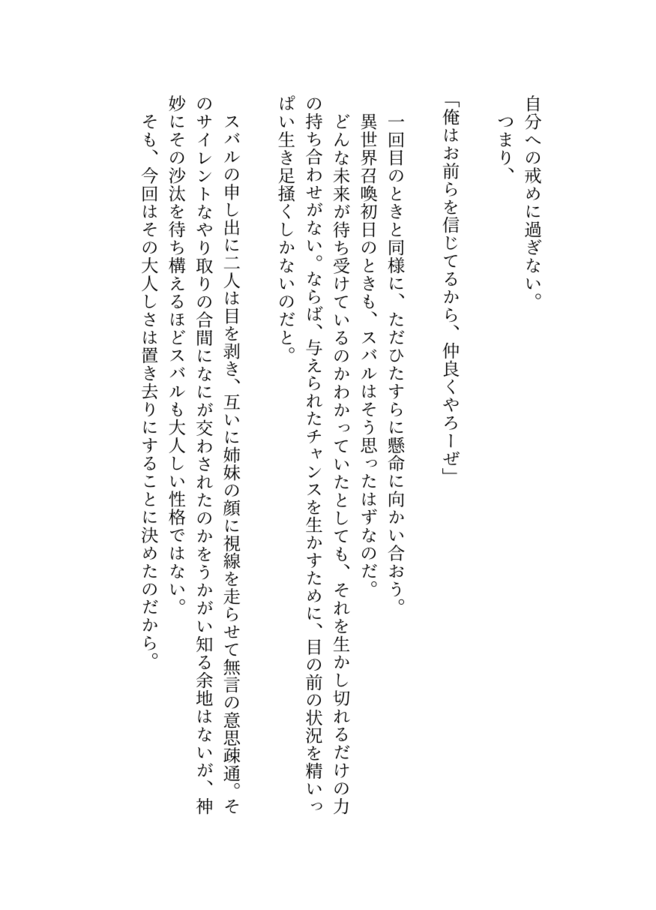 自分への戒めに過ぎない。
つまり、
「俺はお前らを信じてるから、仲良くやろーぜ」
一回目のときと同様に、ただひたすらに懸命に向かい合おう。
異世界召喚初日のときも、スバルはそう思ったはずなのだ。
どんな未来が待ち受けているのかわかっていたとしても、それを生かし切れるだけの力
の持ち合わせがない。ならば、与えられたチャンスを生かすために、目の前の状況を精いっ
ぱい生き足掻くしかないのだと。
スバルの申し出に二人は目を剥き、互いに姉妹の顔に視線を走らせて無言の意思疎通。そ
のサイレントなやり取りの合間になにが交わされたのかをうかがい知る余地はないが、神
妙にその沙汰を待ち構えるほどスバルも大人しい性格ではない。
そも、今回はその大人しさは置き去りにすることに決めたのだから。